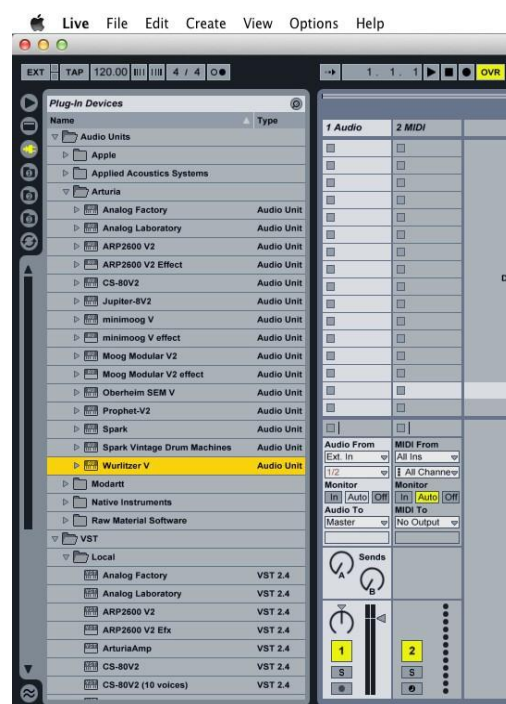 Live File Edit Create View Options Help
EXT TAP 120.00 4 / 4 1. 1. 1 OVR
Plug-In Devices
Name Type
Audio Units
Apple
Applied Acoustics Systems
Arturia
Analog Factory Audio Unit
Analog Laboratory Audio Unit
ARP2600 V2 Audio Unit
ARP2600 V2 Effect Audio Unit
CS-80V2 Audio Unit
Jupiter-8V2 Audio Unit
minimoog V Audio Unit
minimoog V effect Audio Unit
Moog Modular V2 Audio Unit
Moog Modular V2 effect Audio Unit
Oberheim SEM V Audio Unit
Prophet-V2 Audio Unit
Spark Audio Unit
Spark Vintage Drum Machines Audio Unit
Wurlitzer V Audio Unit
Modartt
Native Instruments
Raw Material Software
VST
Local
Analog Factory VST 2.4
Analog Laboratory VST 2.4
ARP2600 V2 VST 2.4
ARP2600 V2 Efx VST 2.4
ArturiaAmp VST 2.4
CS-80V2 VST 2.4
CS-80V2 (10 voices) VST 2.4
1 Audio 2 MIDI
Audio From MIDI From
Ext. In All Ins
1/2 All Channe
Monitor Monitor
In Auto Off In Auto Off
Audio To MIDI To
Master No Output
Sends
A
B
1 2
S S